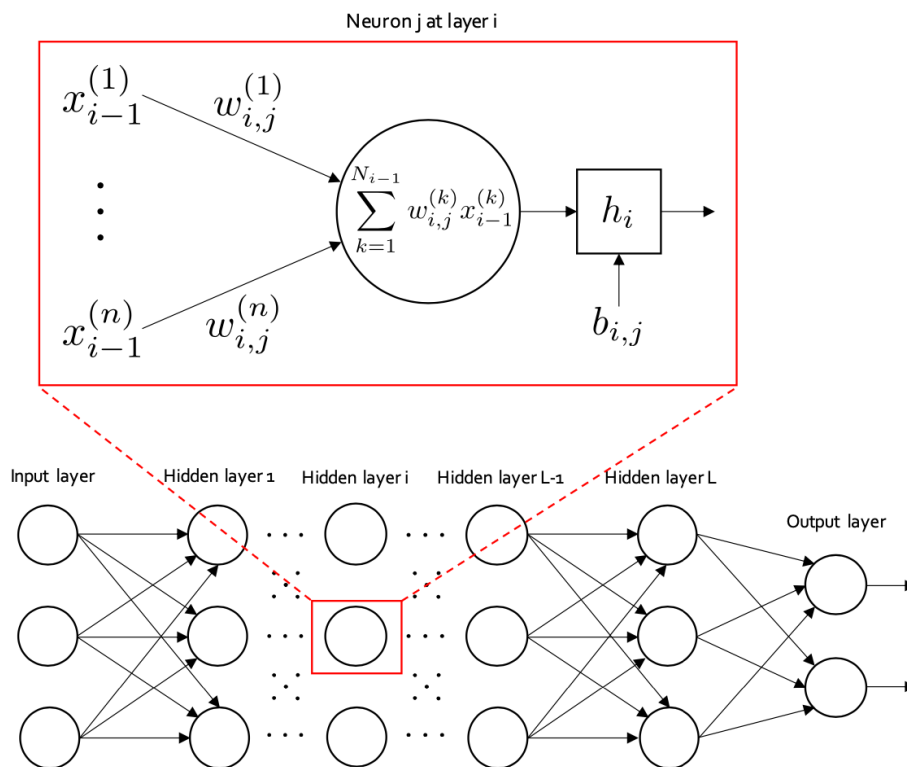 Neuron j at layer i
x_{i-1}^{(1)}
w_{i,j}^{(1)}
\sum_{k=1}^{N_{i-1}} w_{i,j}^{(k)} x_{i-1}^{(k)}
h_i
x_{i-1}^{(n)}
w_{i,j}^{(n)}
b_{i,j}
Input layer
Hidden layer 1
Hidden layer i
Hidden layer L-1
Hidden layer L
Output layer